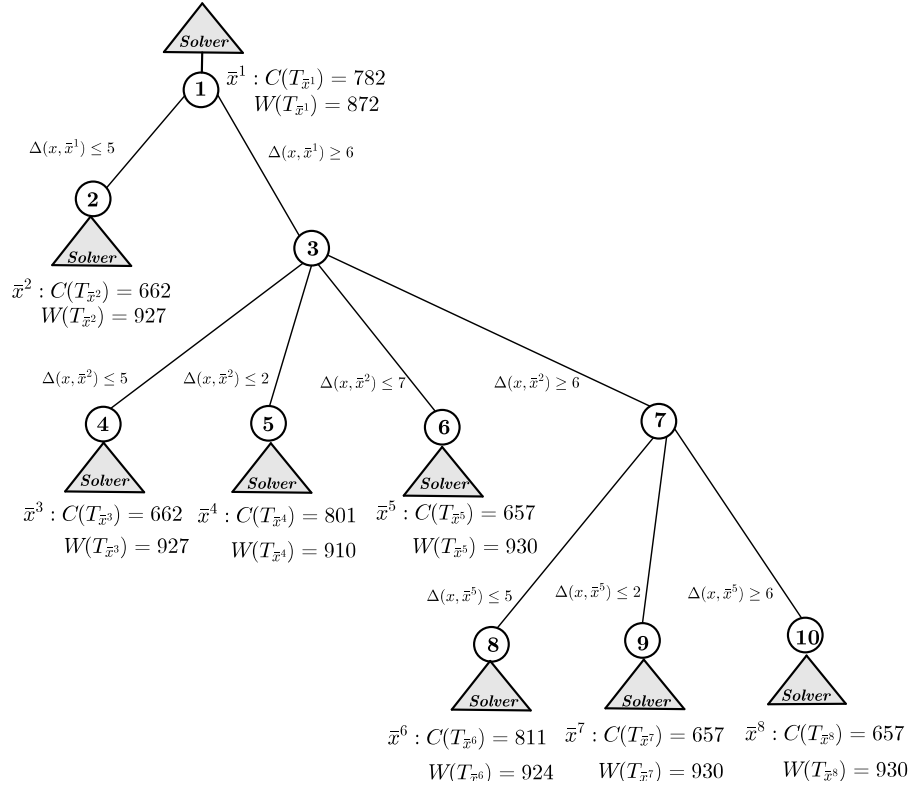 Solver
x̄¹ : C(T_x̄¹) = 782
1
W(T_x̄¹) = 872
Δ(x, x̄¹) ≤ 5
Δ(x, x̄¹) ≥ 6
2
Solver
3
x̄² : C(T_x̄²) = 662
W(T_x̄²) = 927
Δ(x, x̄²) ≤ 5
Δ(x, x̄²) ≤ 2
Δ(x, x̄²) ≤ 7
Δ(x, x̄²) ≥ 6
4
5
6
7
Solver
Solver
Solver
x̄³ : C(T_x̄³) = 662
x̄⁴ : C(T_x̄⁴) = 801
x̄⁵ : C(T_x̄⁵) = 657
W(T_x̄³) = 927
W(T_x̄⁴) = 910
W(T_x̄⁵) = 930
Δ(x, x̄⁵) ≤ 5
Δ(x, x̄⁵) ≤ 2
Δ(x, x̄⁵) ≥ 6
8
9
10
Solver
Solver
Solver
x̄⁶ : C(T_x̄⁶) = 811
x̄⁷ : C(T_x̄⁷) = 657
x̄⁸ : C(T_x̄⁸) = 657
W(T_x̄⁶) = 924
W(T_x̄⁷) = 930
W(T_x̄⁸) = 930